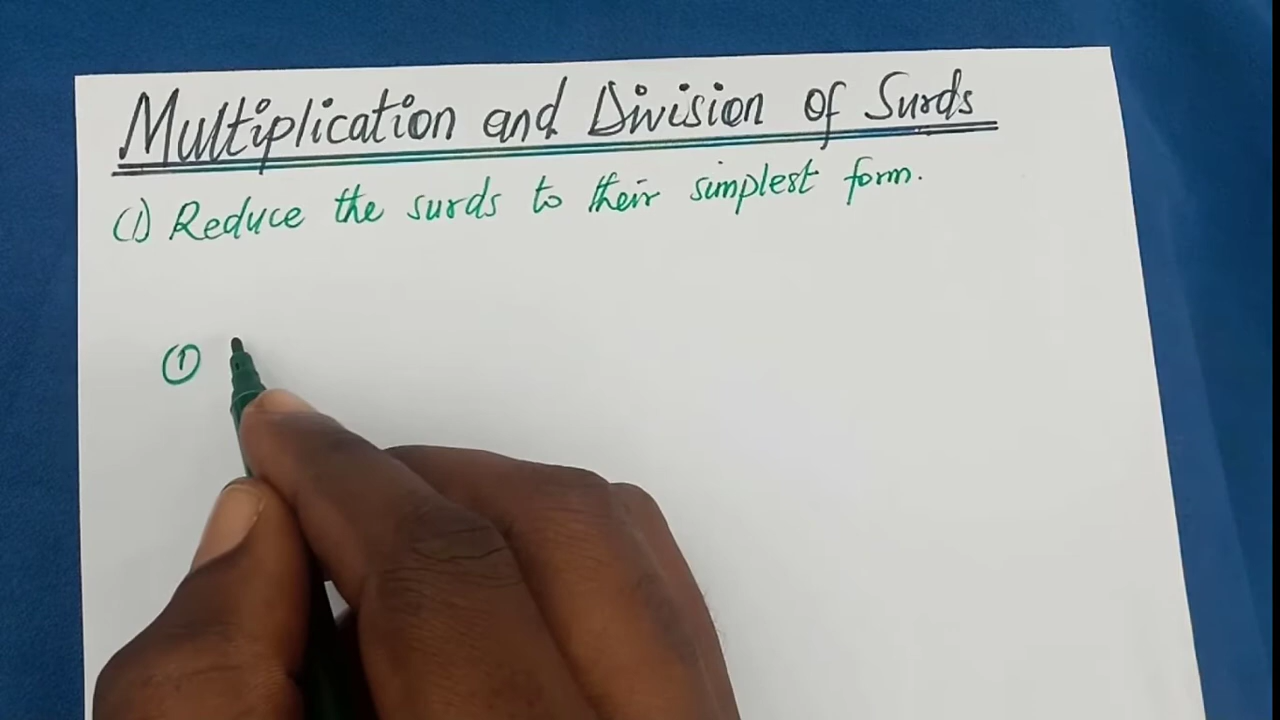 Multiplication and Division of Surds
(1) Reduce the surds to their simplest form.
①